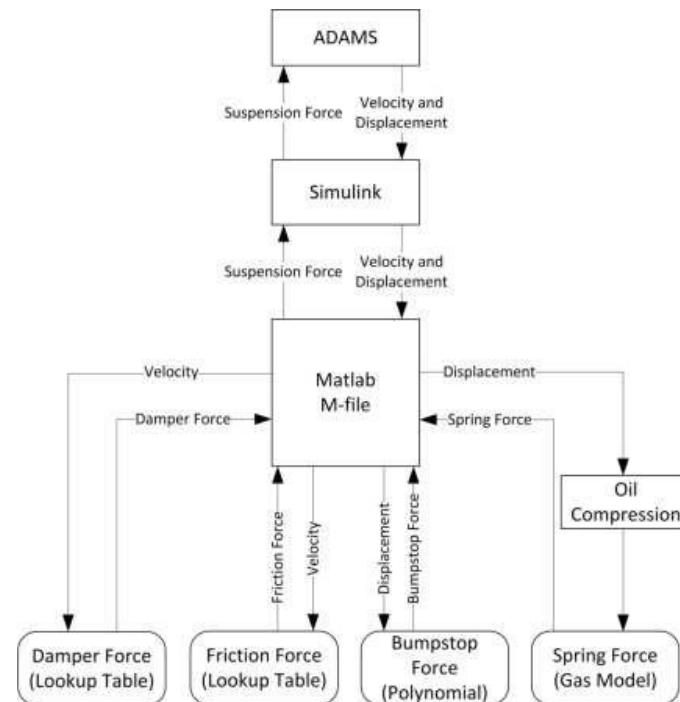 ADAMS
Suspension Force
Velocity and
Displacement
Simulink
Suspension Force
Velocity and
Displacement
Matlab
M-file
Velocity
Displacement
Damper Force
Spring Force
Oil
Compression
Friction Force
Velocity
Displacement
Bumpstop Force
Damper Force
(Lookup Table)
Friction Force
(Lookup Table)
Bumpstop
Force
(Polynomial)
Spring Force
(Gas Model)